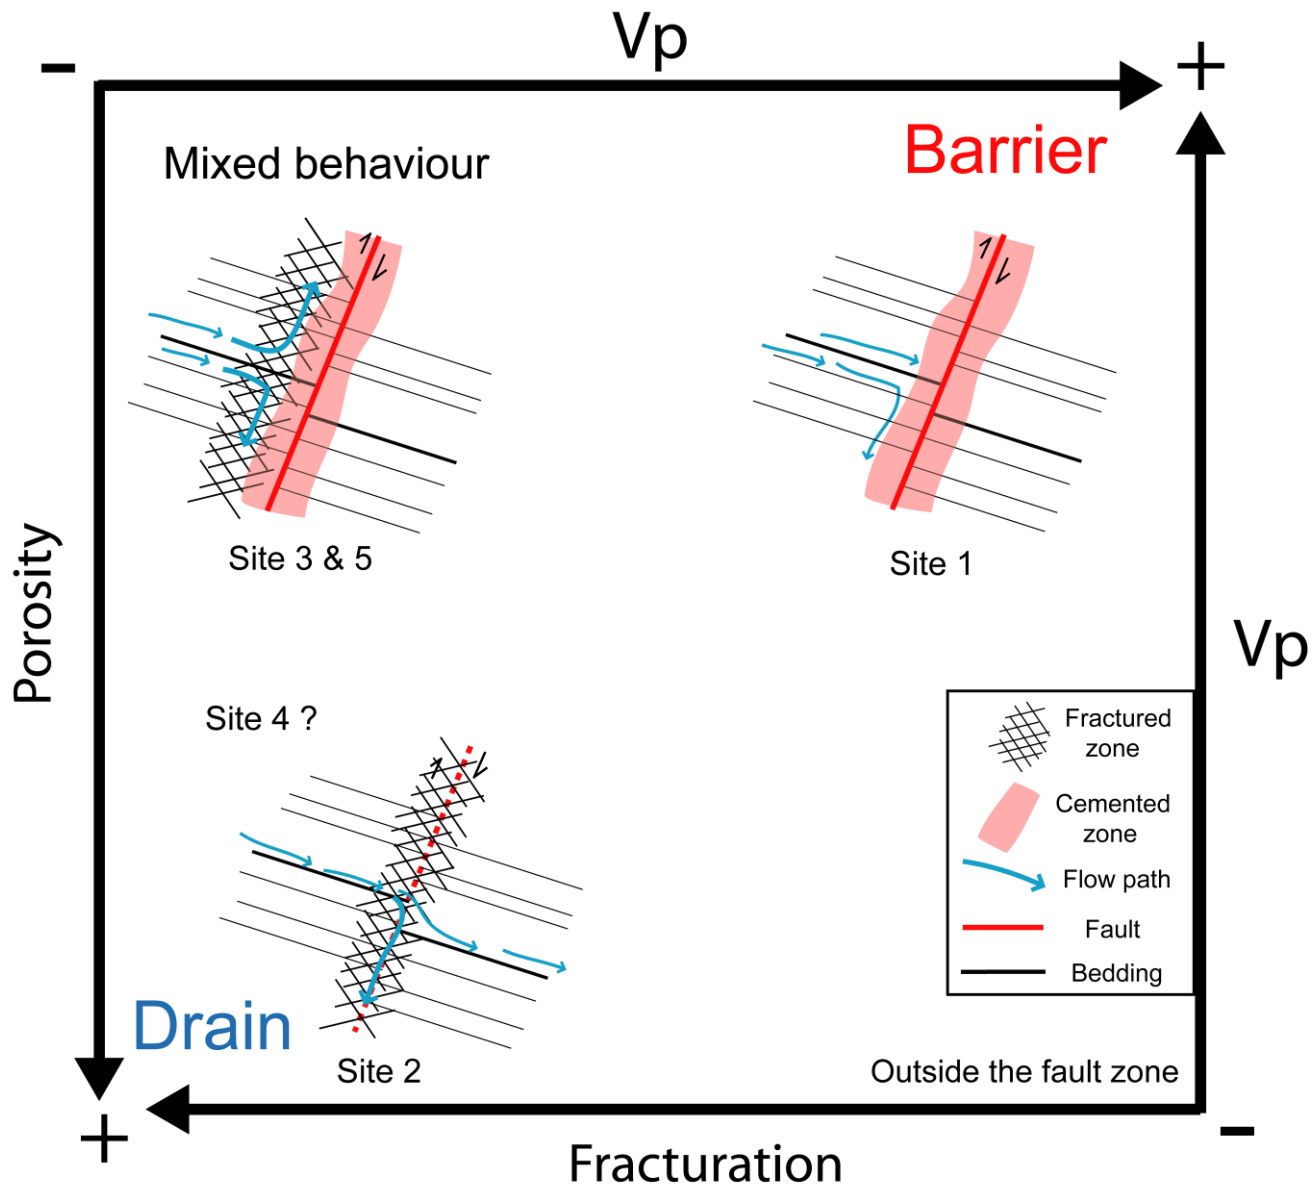 Vp
-
+
Mixed behaviour
Barrier
Site 3 & 5
Site 1
Porosity
Vp
Site 4 ?
Fractured
zone
Cemented
zone
Flow path
Fault
Bedding
Drain
Site 2
Outside the fault zone
+
-
Fracturation